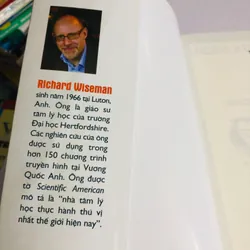 Richard Wiseman
sinh năm 1966 tại Luton,
Anh. Ông là giáo sư
tâm lý học của trường
Đại học Hertfordshire.
Các nghiên cứu của ông
được sử dụng trong
hơn 150 chương trình
truyền hình tại Vương
Quốc Anh. Ông được
tờ Scientific American
mô tả là “nhà tâm lý
học thực hành thú vị
nhất thế giới hiện nay”.